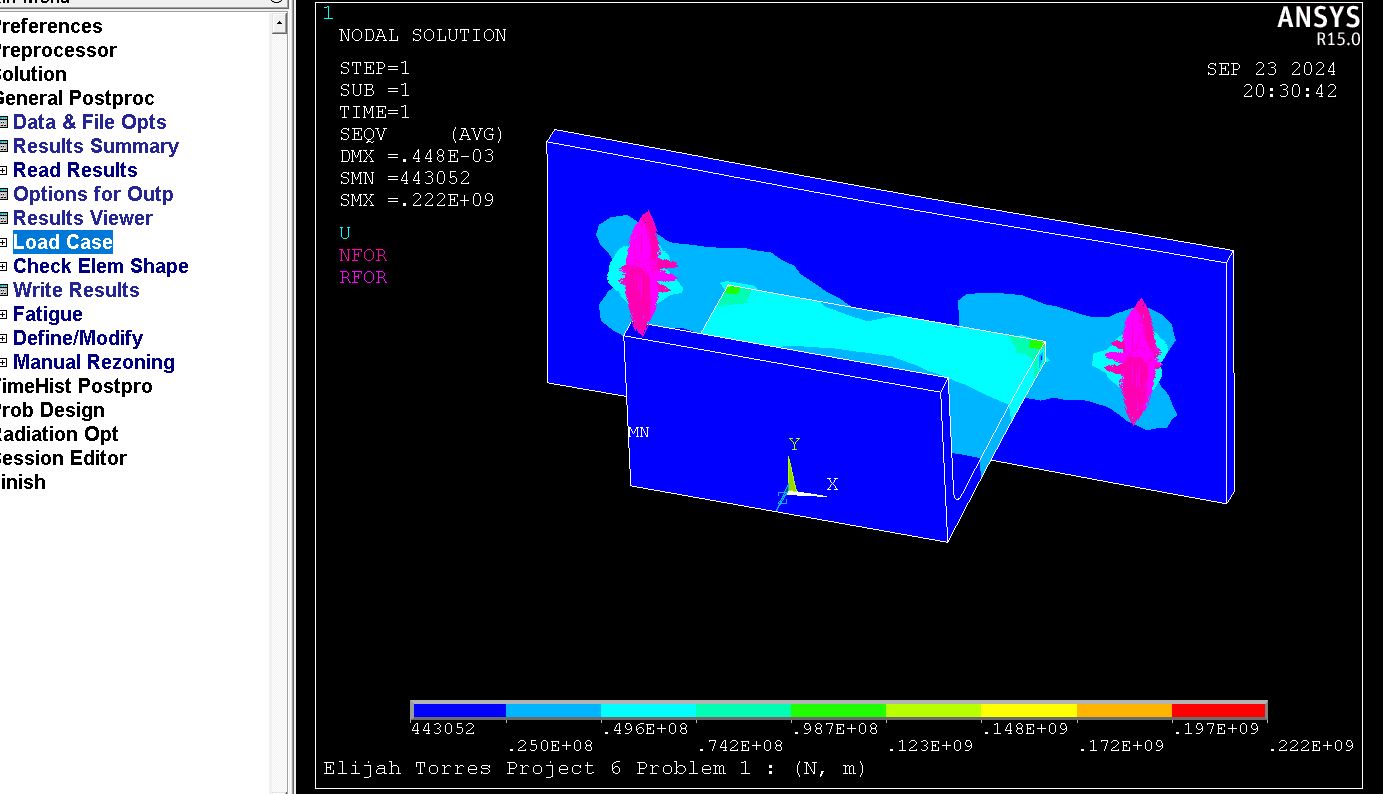 in Menu
Preferences
Preprocessor
Solution
General Postproc
Data & File Opts
Results Summary
Read Results
Options for Outp
Results Viewer
Load Case
Check Elem Shape
Write Results
Fatigue
Define/Modify
Manual Rezoning
TimeHist Postpro
Prob Design
Radiation Opt
Session Editor
Finish
1
NODAL SOLUTION
STEP=1
SUB =1
TIME=1
SEQV (AVG)
DMX =.448E-03
SMN =443052
SMX =.222E+09
U
NFOR
RFOR
ANSYS
R15.0
SEP 23 2024
20:30:42
MN
Y
X
Z
443052 .496E+08 .987E+08 .148E+09 .197E+09
.250E+08 .742E+08 .123E+09 .172E+09 .222E+09
Elijah Torres Project 6 Problem 1 : (N, m)